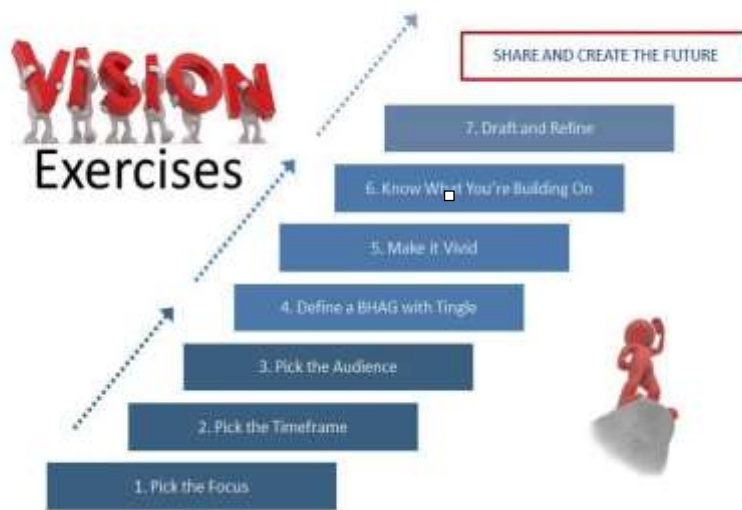 VISION
Exercises
SHARE AND CREATE THE FUTURE
7. Draft and Refine
6. Know What You're Building On
5. Make it Vivid
4. Define a BHAG with Tingle
3. Pick the Audience
2. Pick the Timeframe
1. Pick the Focus